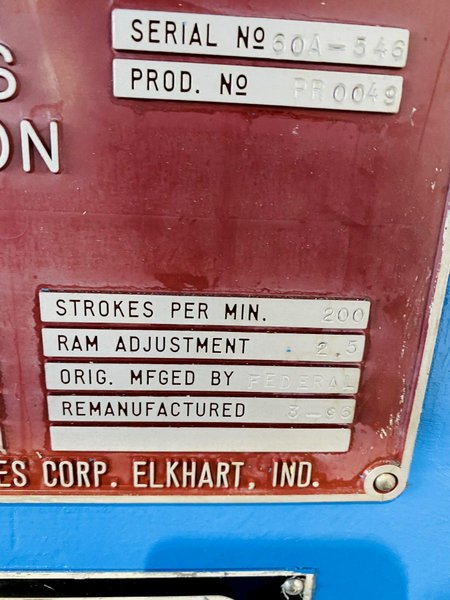 SERIAL Nº 60A-546
PROD. Nº PR0049
S
ON
STROKES PER MIN. 200
RAM ADJUSTMENT 2.5
ORIG. MFGED BY FEDERAL
REMANUFACTURED 3-96
ES CORP. ELKHART, IND.